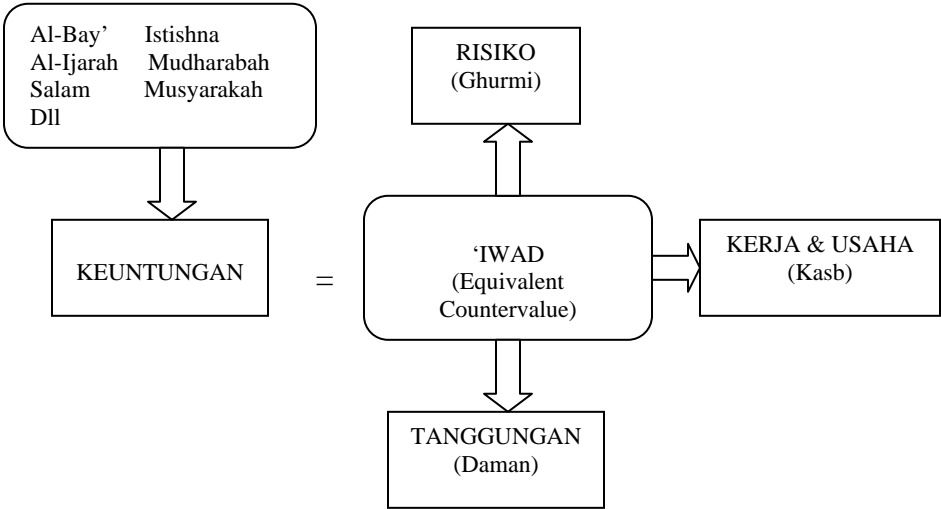 Al-Bay’ Istishna
Al-Ijarah Mudharabah
Salam Musyarakah
Dll
RISIKO
(Ghurmi)
KEUNTUNGAN
=
‘IWAD
(Equivalent
Countervalue)
KERJA & USAHA
(Kasb)
TANGGUNGAN
(Daman)